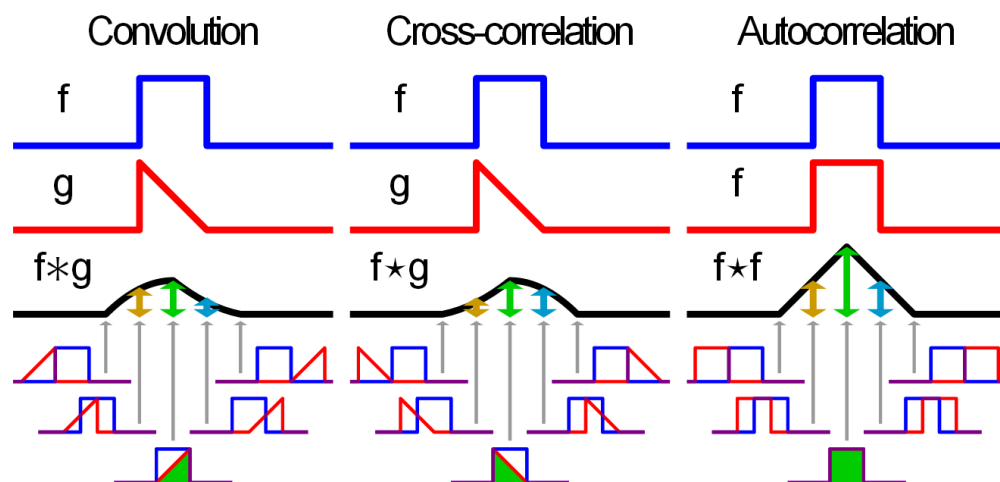 Convolution
f
g
f∗g
Cross-correlation
f
g
f⋆g
Autocorrelation
f
f
f⋆f